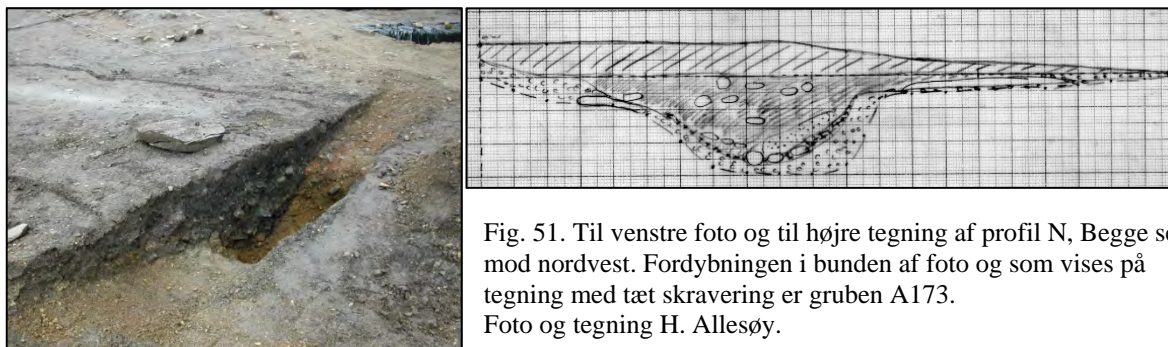 Fig. 51. Til venstre foto og til højre tegning af profil N, Begge
mod nordvest. Fordybningen i bunden af foto og som vises på
tegning med tæt skravering er gruben A173.
Foto og tegning H. Allesøy.